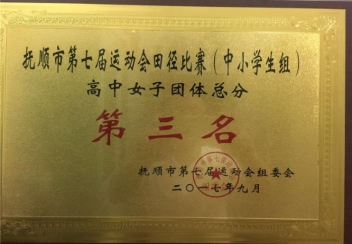 抚顺市第七届运动会田径比赛（中小学生组）
高中女子团体总分
第三名
抚顺市第七届运动会组委会
二〇一七年九月